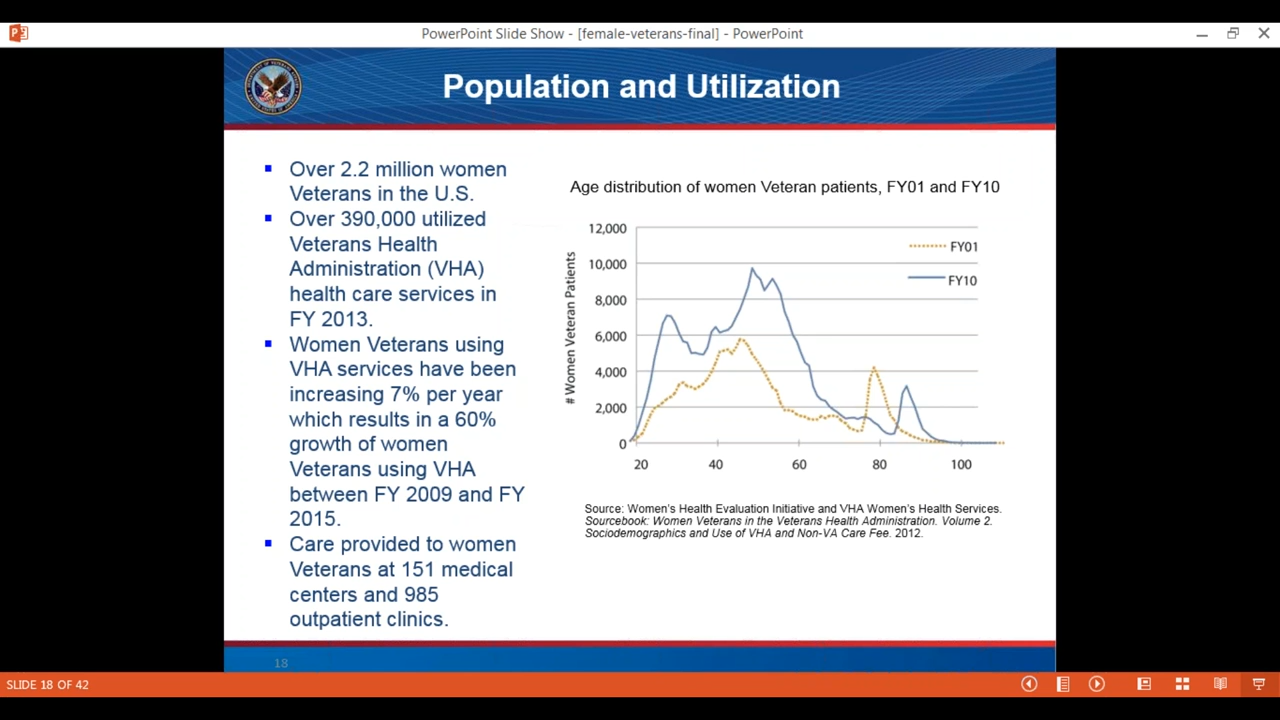 PowerPoint Slide Show - [female-veterans-final] - PowerPoint
Population and Utilization
▪ Over 2.2 million women
Veterans in the U.S.
▪ Over 390,000 utilized
Veterans Health
Administration (VHA)
health care services in
FY 2013.
▪ Women Veterans using
VHA services have been
increasing 7% per year
which results in a 60%
growth of women
Veterans using VHA
between FY 2009 and FY
2015.
▪ Care provided to women
Veterans at 151 medical
centers and 985
outpatient clinics.
Age distribution of women Veteran patients, FY01 and FY10
# Women Veteran Patients
12,000
10,000
8,000
6,000
4,000
2,000
0
20 40 60 80 100
FY01
FY10
Source: Women's Health Evaluation Initiative and VHA Women's Health Services.
Sourcebook: Women Veterans in the Veterans Health Administration. Volume 2.
Sociodemographics and Use of VHA and Non-VA Care Fee. 2012.
18
SLIDE 18 OF 42